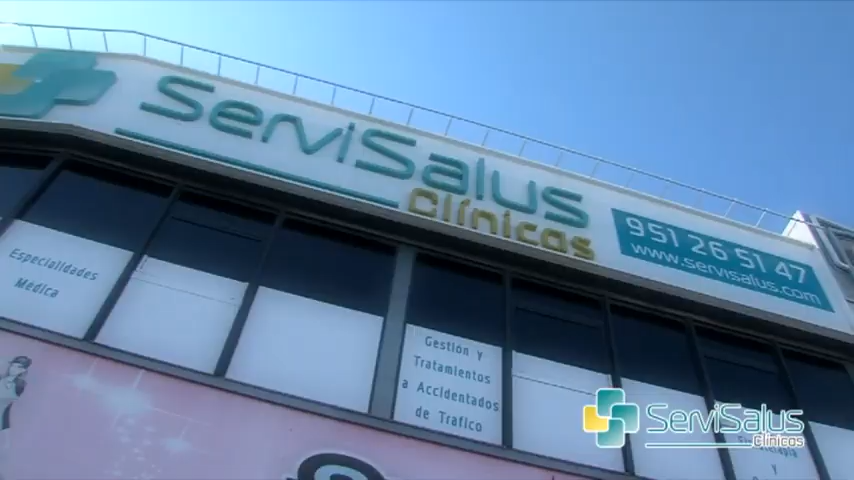 ServiSalus
Clínicas
951 26 51 47
www.servisalus.com
Especialidades
Medica
Gestión y
Tratamientos
a Accidentados
de Trafico
ServiSalus
Clínicas
y